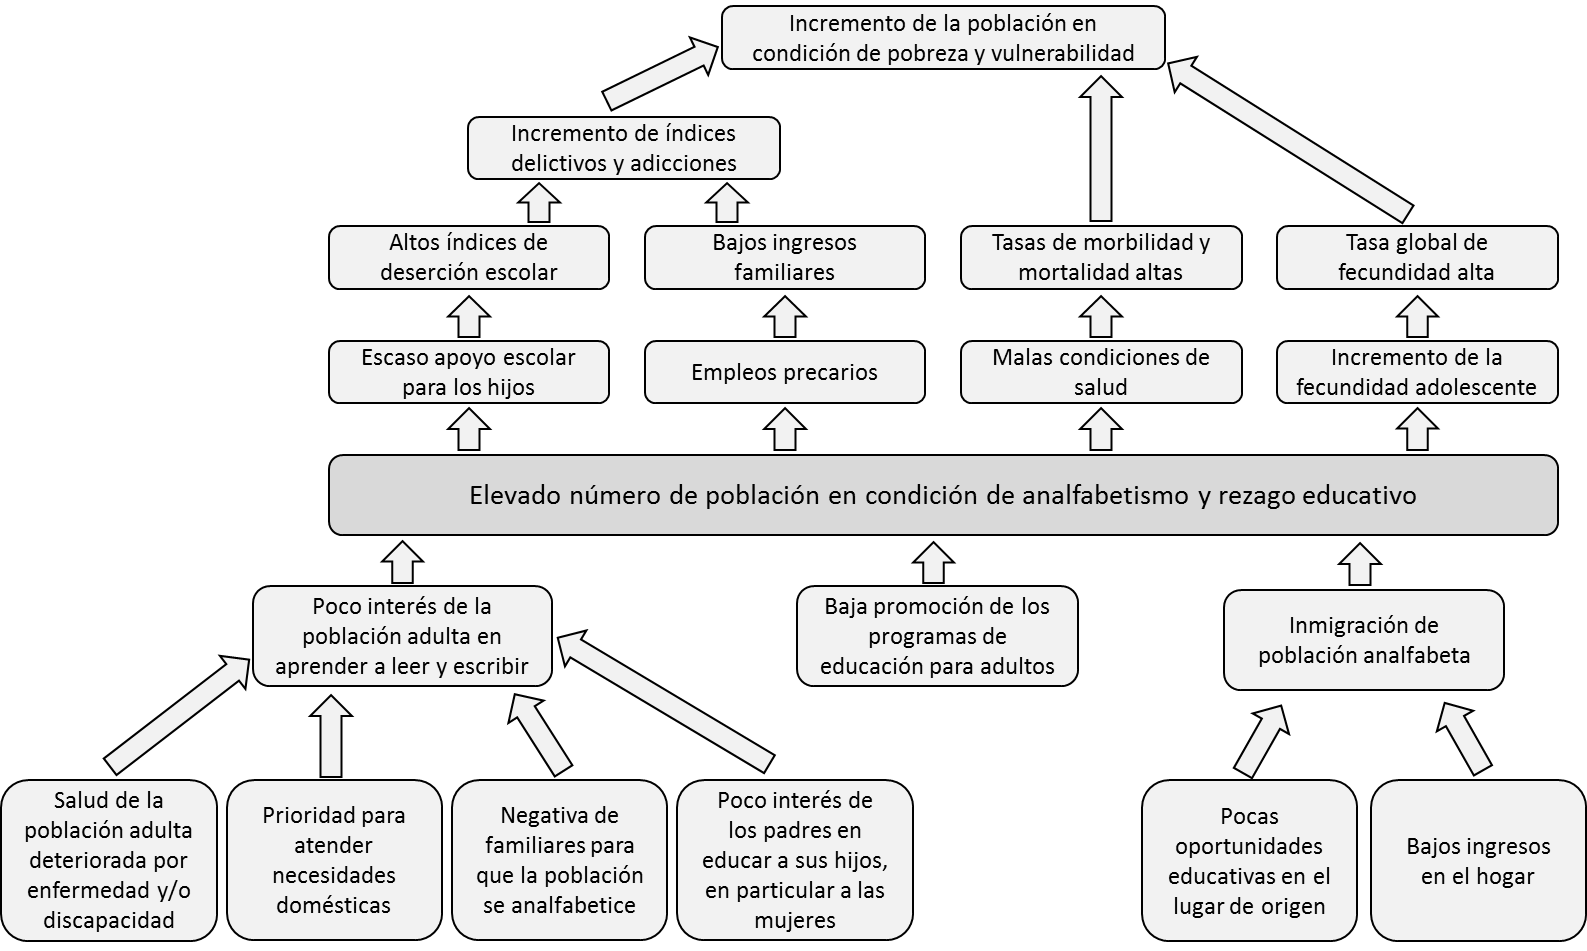 Incremento de la población en
condición de pobreza y vulnerabilidad
Incremento de índices
delictivos y adicciones
Altos índices de
deserción escolar
Bajos ingresos
familiares
Tasas de morbilidad y
mortalidad altas
Tasa global de
fecundidad alta
Escaso apoyo escolar
para los hijos
Empleos precarios
Malas condiciones de
salud
Incremento de la
fecundidad adolescente
Elevado número de población en condición de analfabetismo y rezago educativo
Poco interés de la
población adulta en
aprender a leer y escribir
Baja promoción de los
programas de
educación para adultos
Inmigración de
población analfabeta
Salud de la
población adulta
deteriorada por
enfermedad y/o
discapacidad
Prioridad para
atender
necesidades
domésticas
Negativa de
familiares para
que la población
se analfabetice
Poco interés de
los padres en
educar a sus hijos,
en particular a las
mujeres
Pocas
oportunidades
educativas en el
lugar de origen
Bajos ingresos
en el hogar